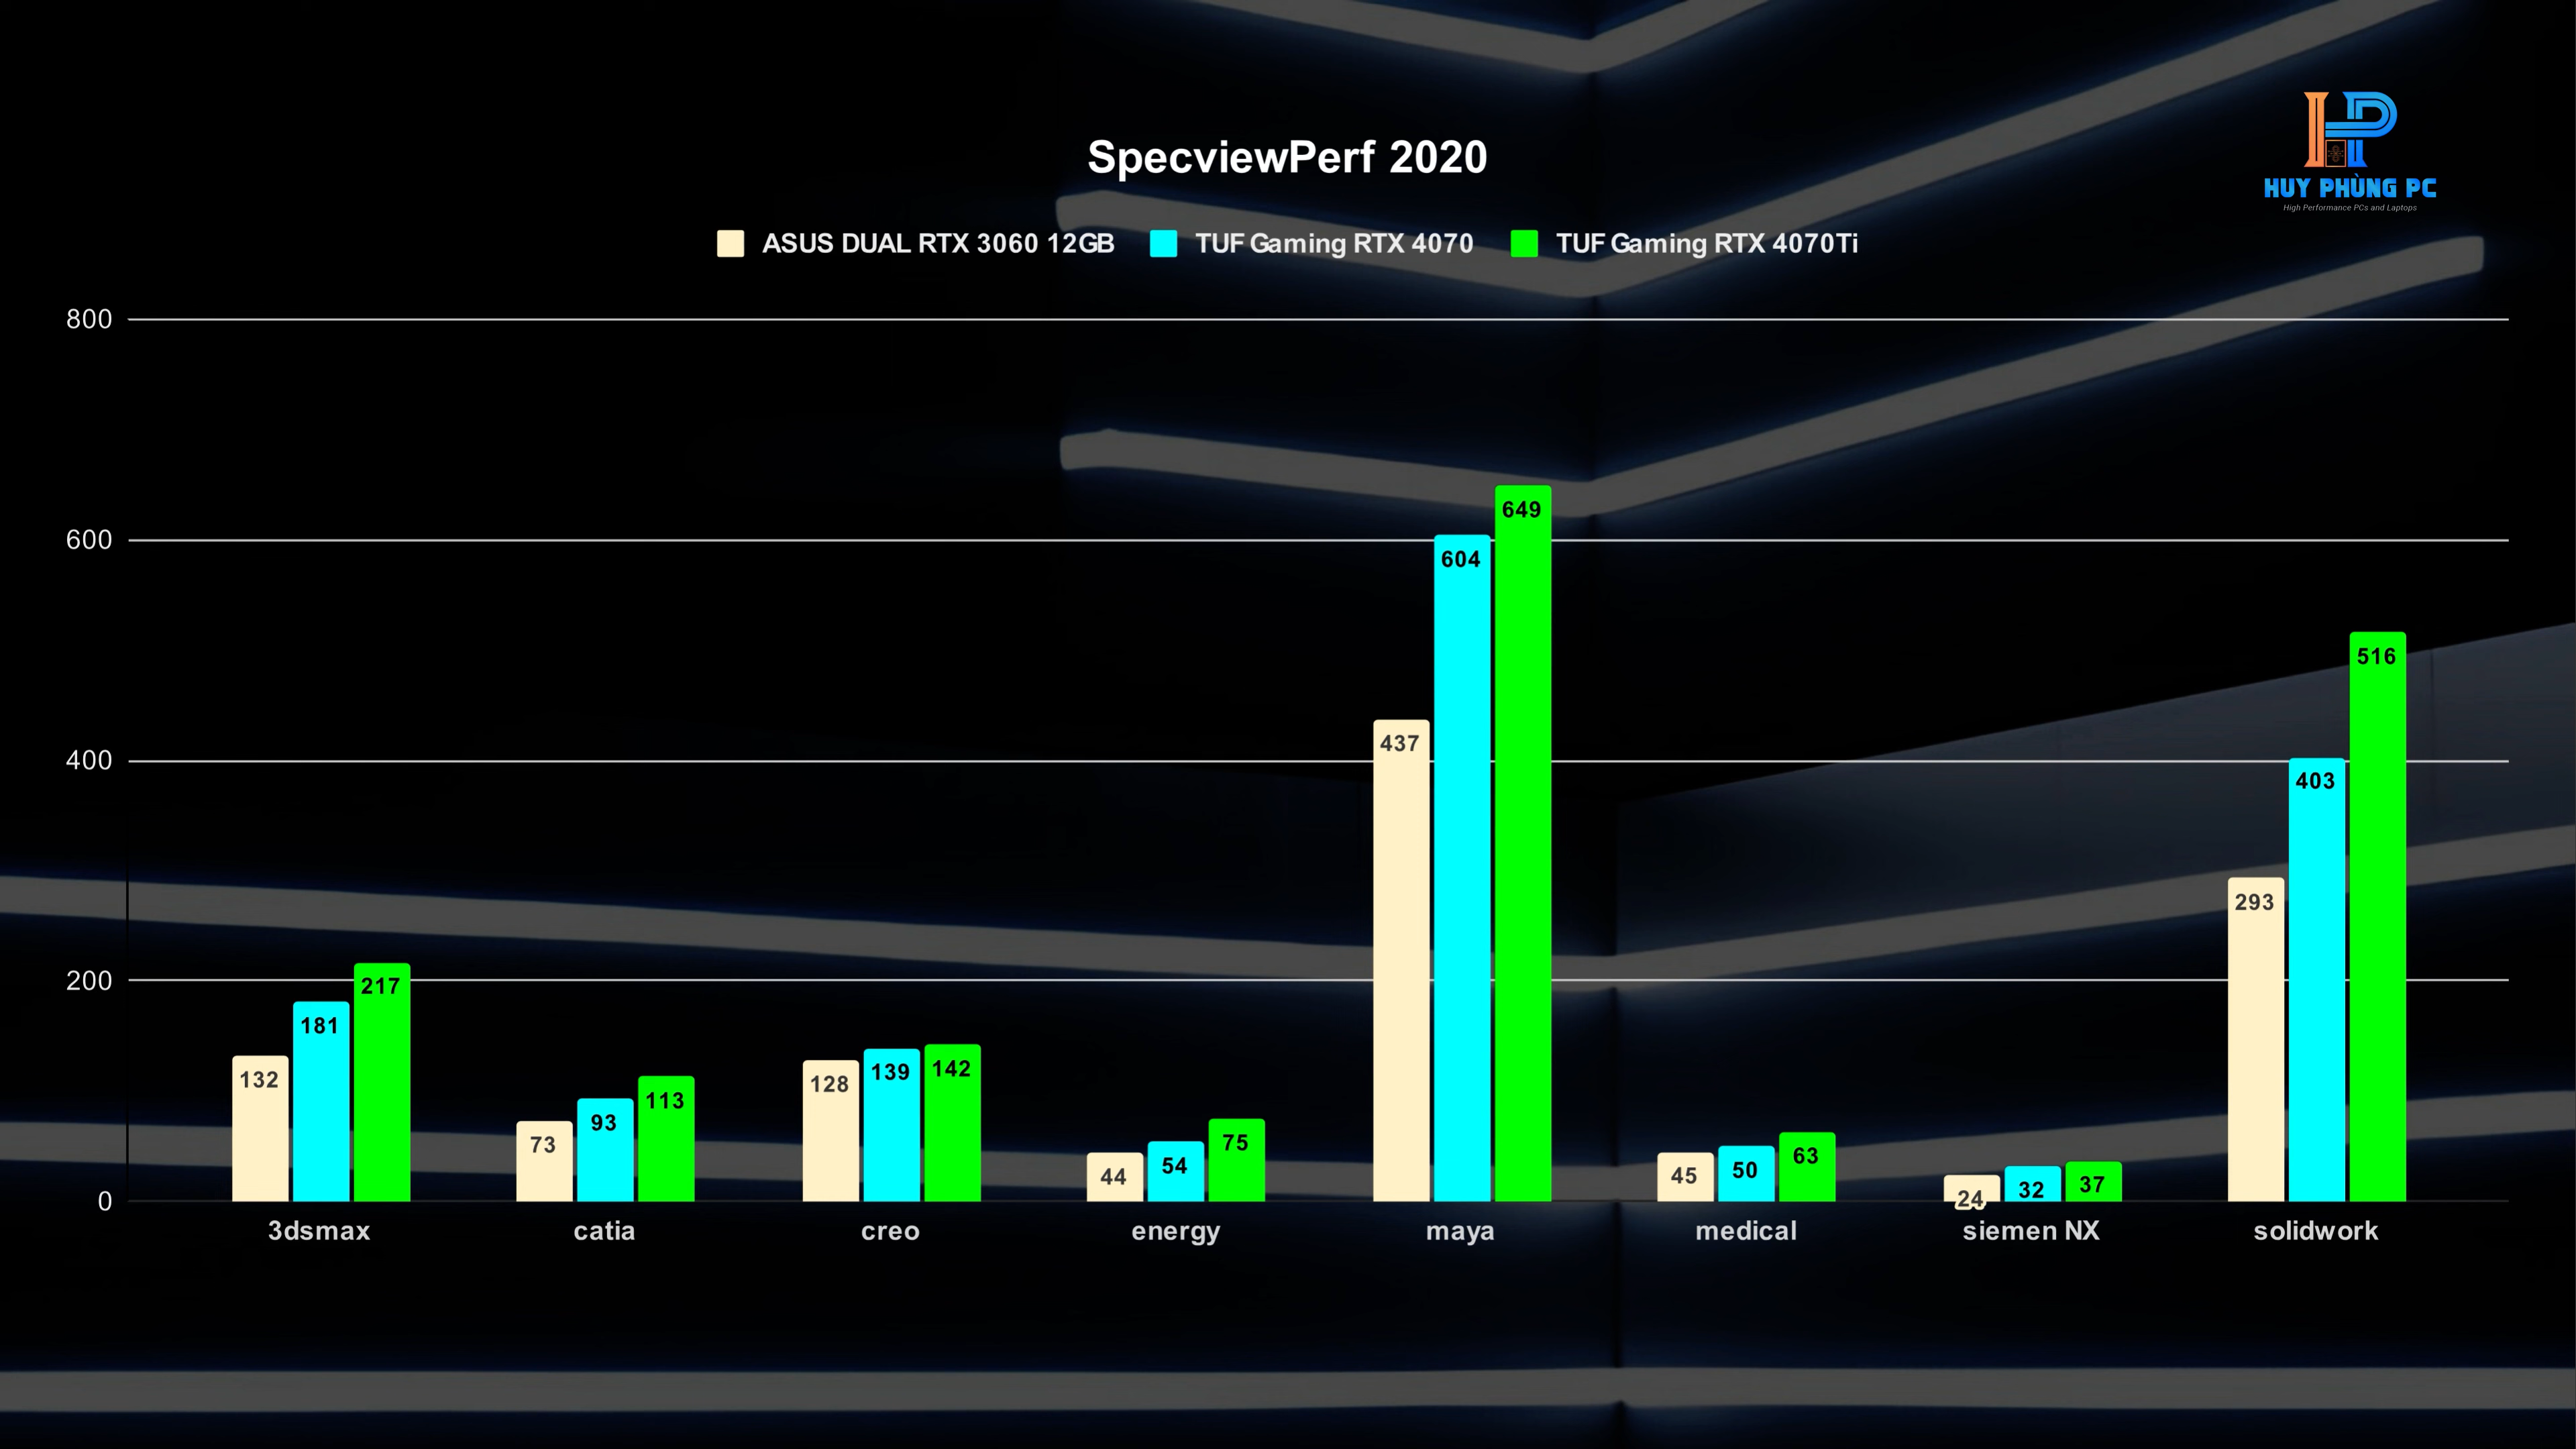 HUY PHÙNG PC
High Performance PCs and Laptops
SpecviewPerf 2020
ASUS DUAL RTX 3060 12GB TUF Gaming RTX 4070 TUF Gaming RTX 4070Ti
800
600
400
200
0
132 181 217
73 93 113
128 139 142
44 54 75
437 604 649
45 50 63
24 32 37
293 403 516
3dsmax catia creo energy maya medical siemen NX solidwork